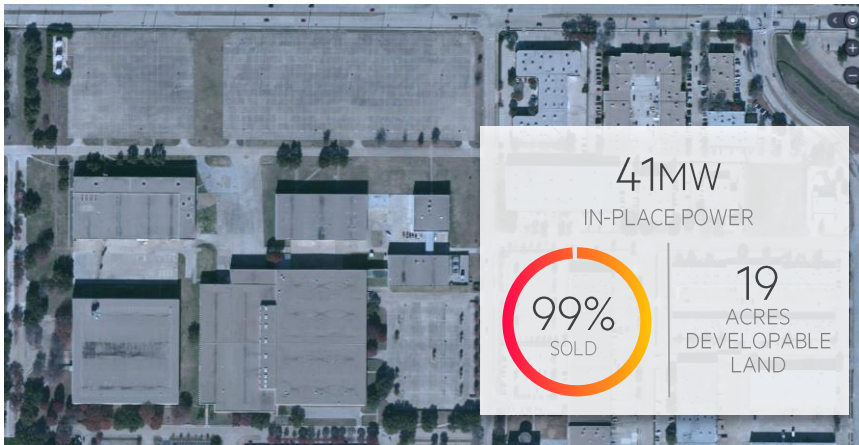 41MW
IN-PLACE POWER
99%
SOLD
19
ACRES
DEVELOPABLE
LAND